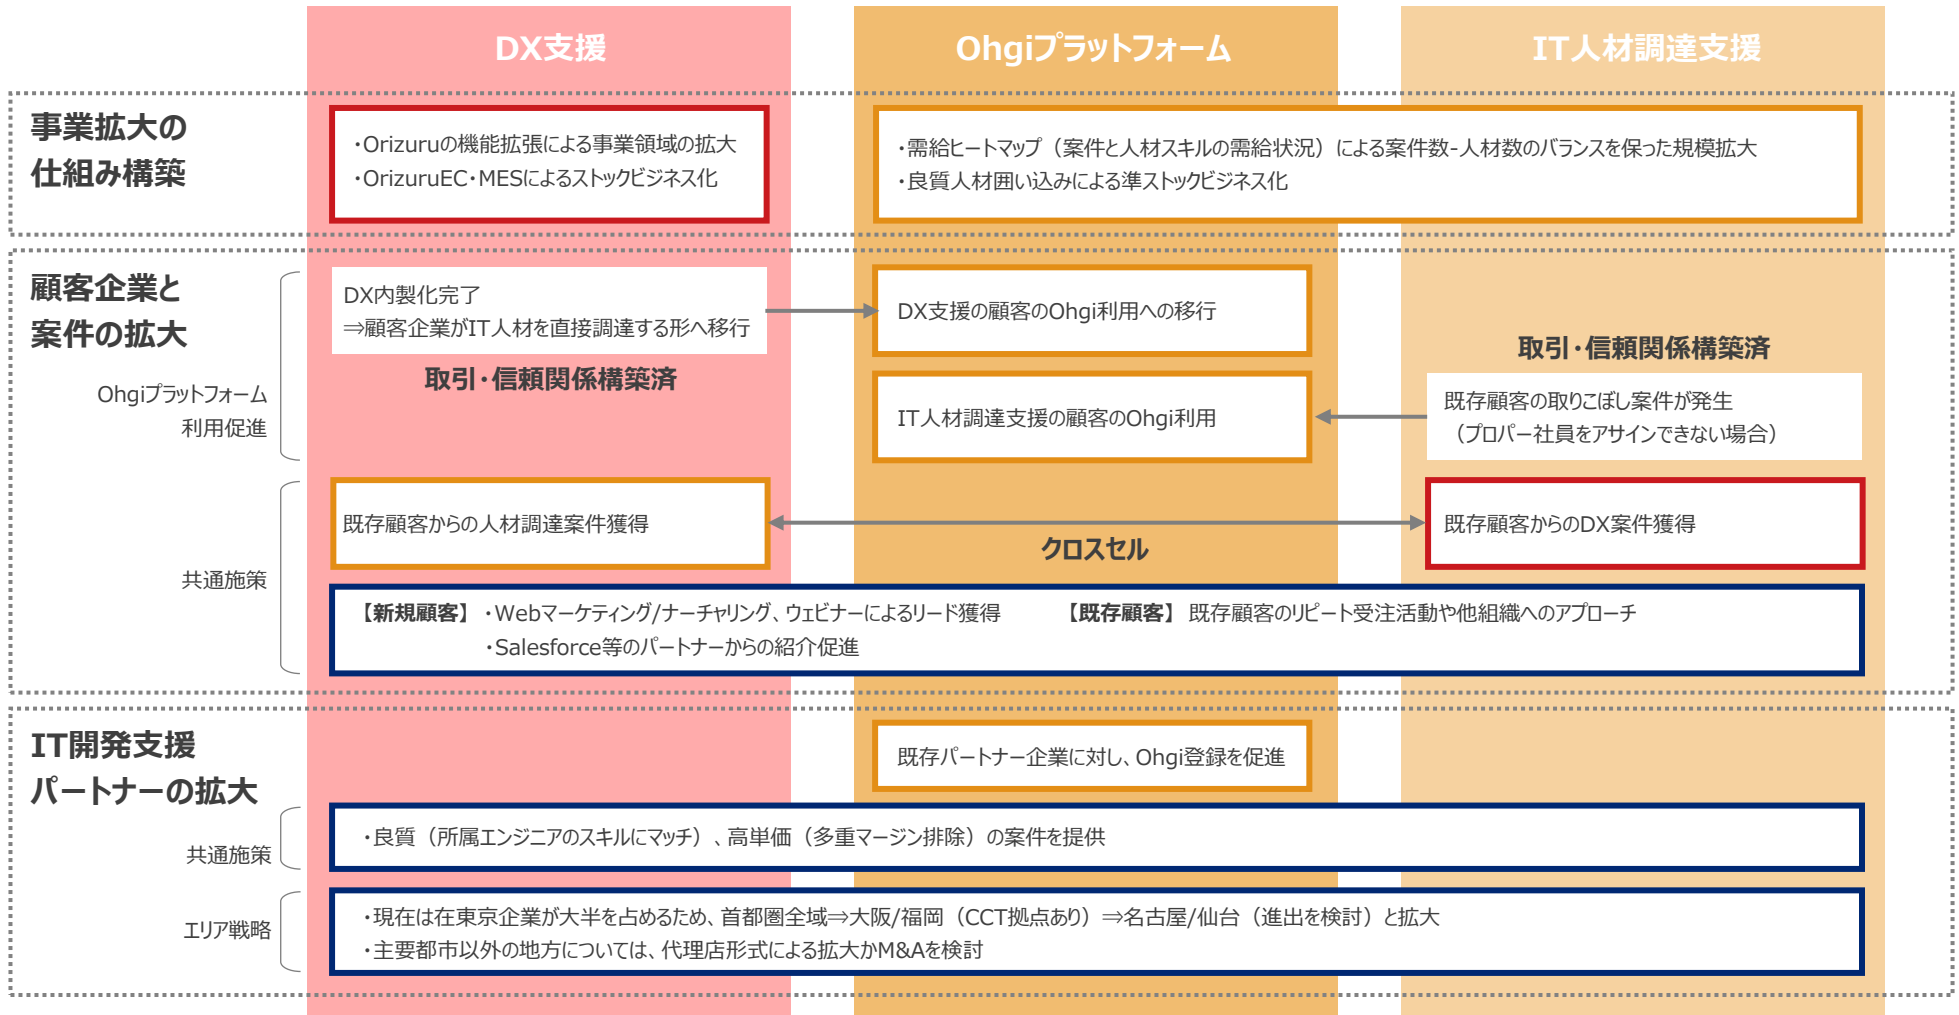 DX支援
Ohgiプラットフォーム
IT人材調達支援
事業拡大の
仕組み構築
・Orizuruの機能拡張による事業領域の拡大
・OrizuruEC・MESによるストックビジネス化
・需給ヒートマップ（案件と人材スキルの需給状況）による案件数-人材数のバランスを保った規模拡大
・良質人材囲い込みによる準ストックビジネス化
顧客企業と
案件の拡大
Ohgiプラットフォーム
利用促進
DX内製化完了
⇒顧客企業がIT人材を直接調達する形へ移行
取引・信頼関係構築済
DX支援の顧客のOhgi利用への移行
IT人材調達支援の顧客のOhgi利用
取引・信頼関係構築済
既存顧客の取りこぼし案件が発生
（プロパー社員をアサインできない場合）
共通施策
既存顧客からの人材調達案件獲得
クロスセル
既存顧客からのDX案件獲得
【新規顧客】・Webマーケティング/ナーチャリング、ウェビナーによるリード獲得
・Salesforce等のパートナーからの紹介促進
【既存顧客】 既存顧客のリピート受注活動や他組織へのアプローチ
IT開発支援
パートナーの拡大
既存パートナー企業に対し、Ohgi登録を促進
共通施策
・良質（所属エンジニアのスキルにマッチ）、高単価（多重マージン排除）の案件を提供
エリア戦略
・現在は在東京企業が大半を占めるため、首都圏全域⇒大阪/福岡（CCT拠点あり）⇒名古屋/仙台（進出を検討）と拡大
・主要都市以外の地方については、代理店形式による拡大かM&Aを検討